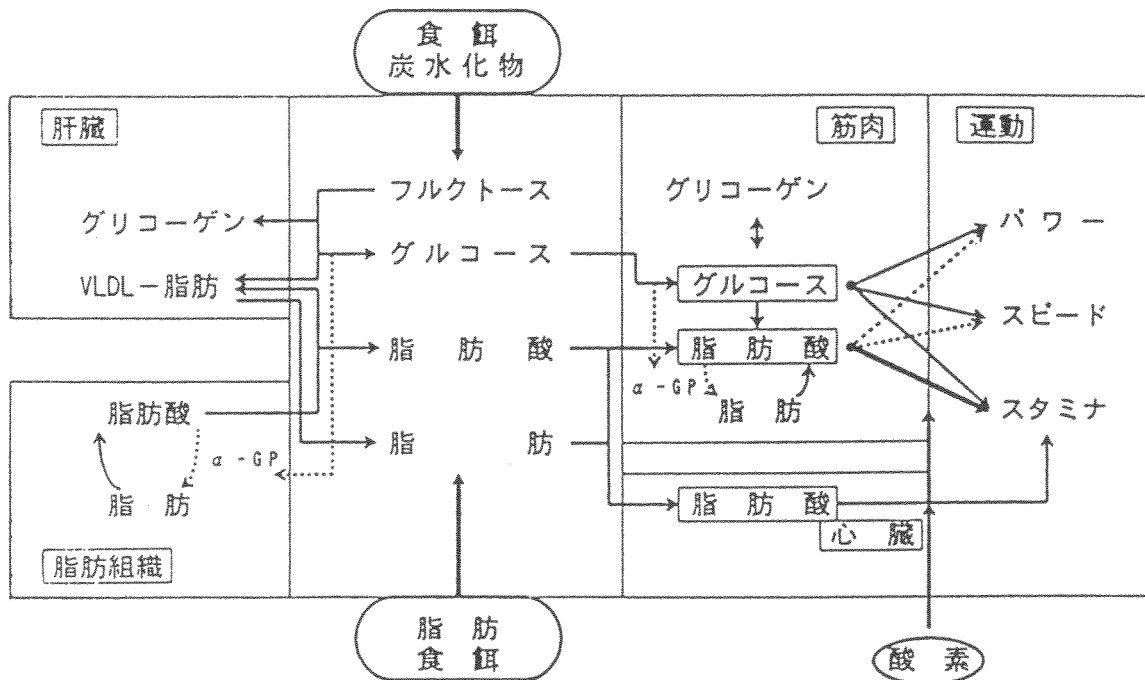 食餌
炭水化物
肝臓
筋肉
運動
フルクトース
グリコーゲン
グリコーゲン
パワー
グルコース
VLDL－脂肪
グルコース
スピード
脂肪酸
脂肪酸
α－GP
脂肪
スタミナ
脂肪酸
α－GP
脂肪
脂肪
脂肪酸
心臓
脂肪組織
脂肪
食餌
酸素